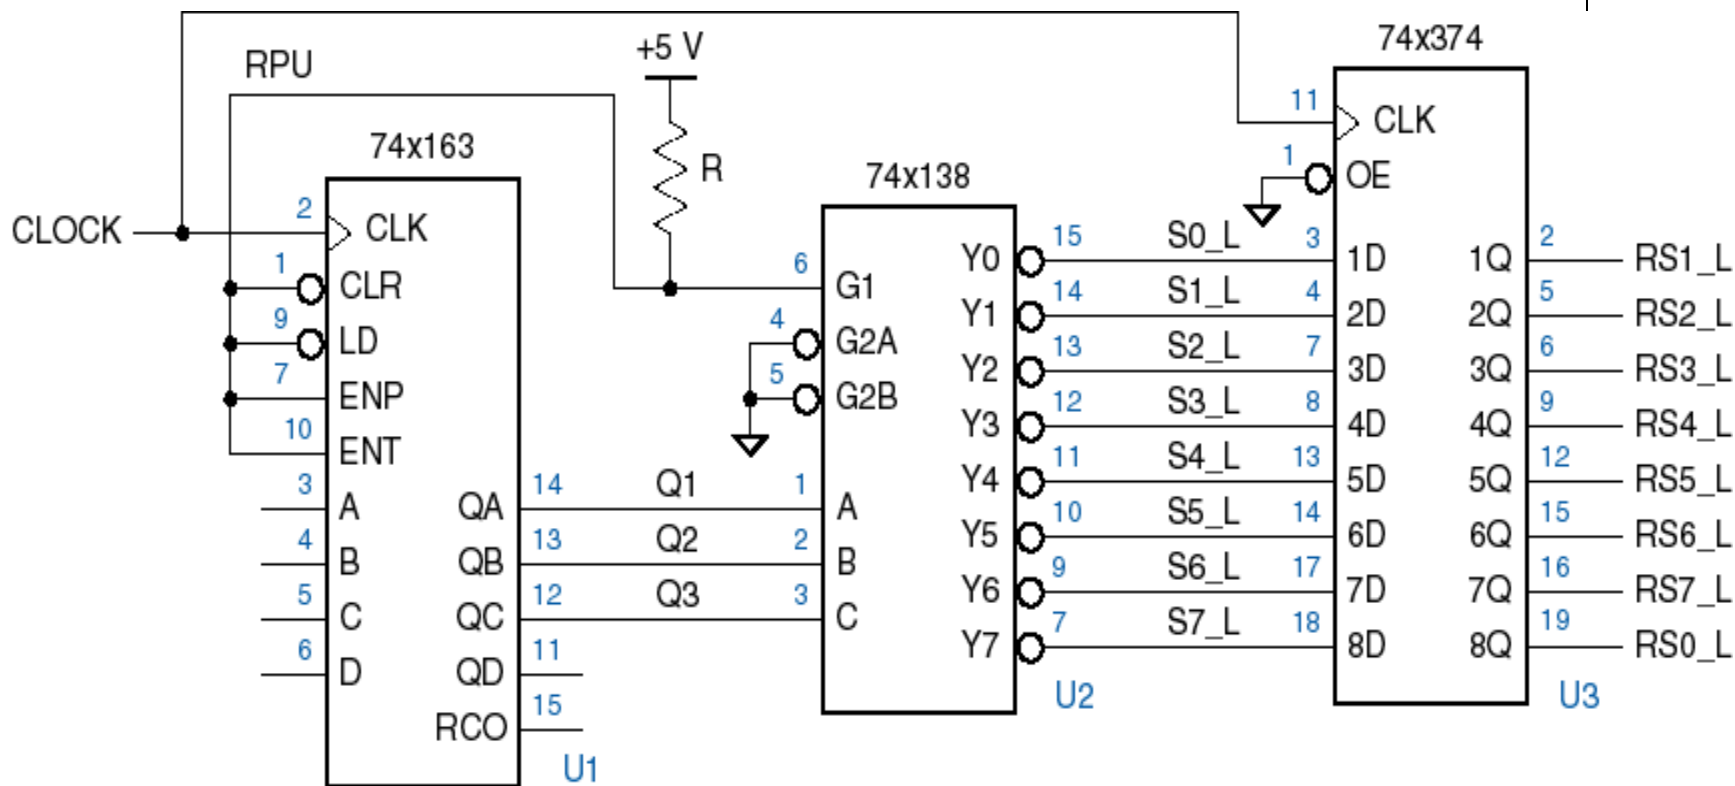 74x374
+5 V
RPU
11 CLK
74x163
R
1 OE
74x138
2 CLK
CLOCK
1 CLR
6 G1
Y0 15 S0_L 3 1D 1Q 2 RS1_L
9 LD
4 G2A
Y1 14 S1_L 4 2D 2Q 5 RS2_L
7 ENP
5 G2B
Y2 13 S2_L 7 3D 3Q 6 RS3_L
10 ENT
Y3 12 S3_L 8 4D 4Q 9 RS4_L
3 A QA 14 Q1 1 A
Y4 11 S4_L 13 5D 5Q 12 RS5_L
4 B QB 13 Q2 2 B
Y5 10 S5_L 14 6D 6Q 15 RS6_L
5 C QC 12 Q3 3 C
Y6 9 S6_L 17 7D 7Q 16 RS7_L
6 D QD 11
Y7 7 S7_L 18 8D 8Q 19 RS0_L
RCO 15
U1
U2
U3